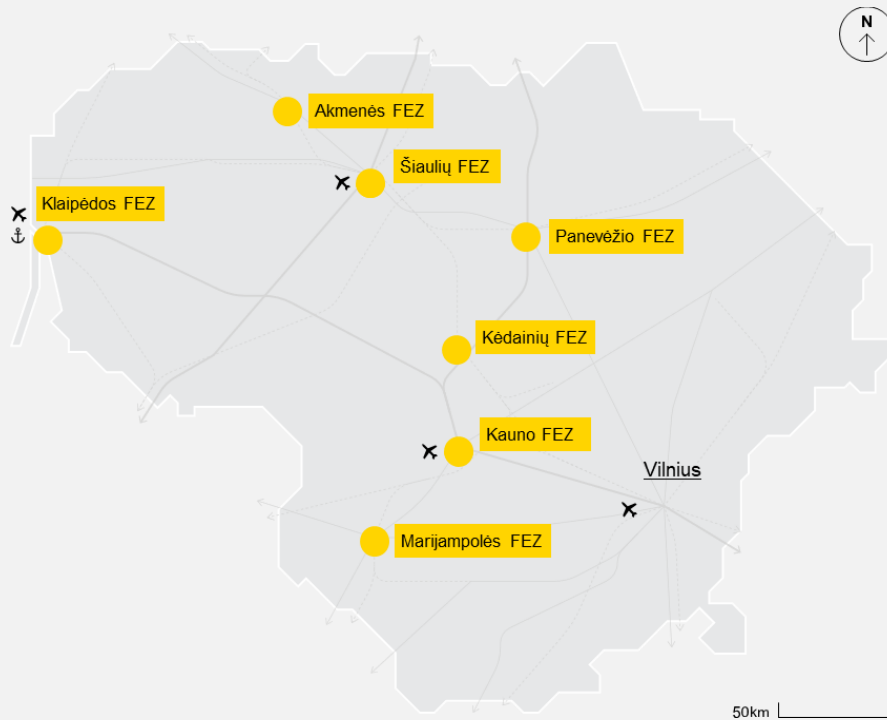 N
Akmenės FEZ
Šiaulių FEZ
Klaipėdos FEZ
Panevėžio FEZ
Kėdainių FEZ
Kauno FEZ
Vilnius
Marijampolės FEZ
50km